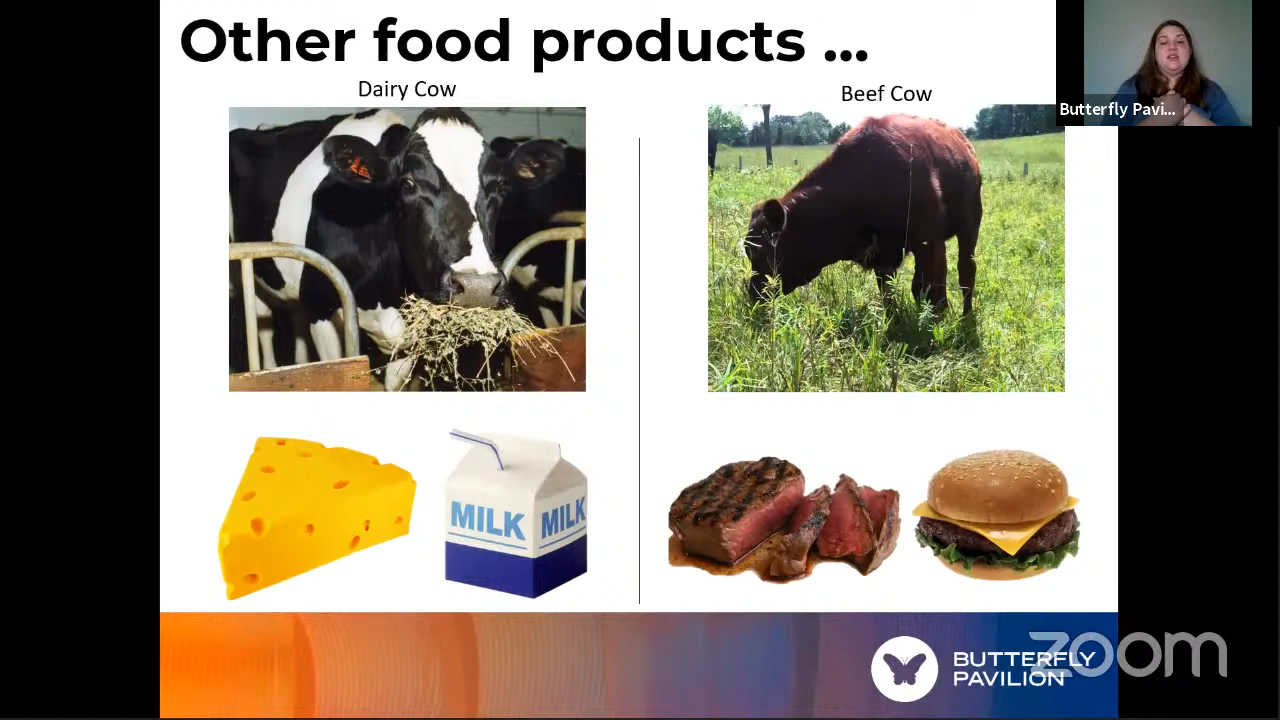 Other food products ...
Dairy Cow
Beef Cow
Butterfly Pavi...
MILK MILK
BUTTERFLY
PAVILION
zoom